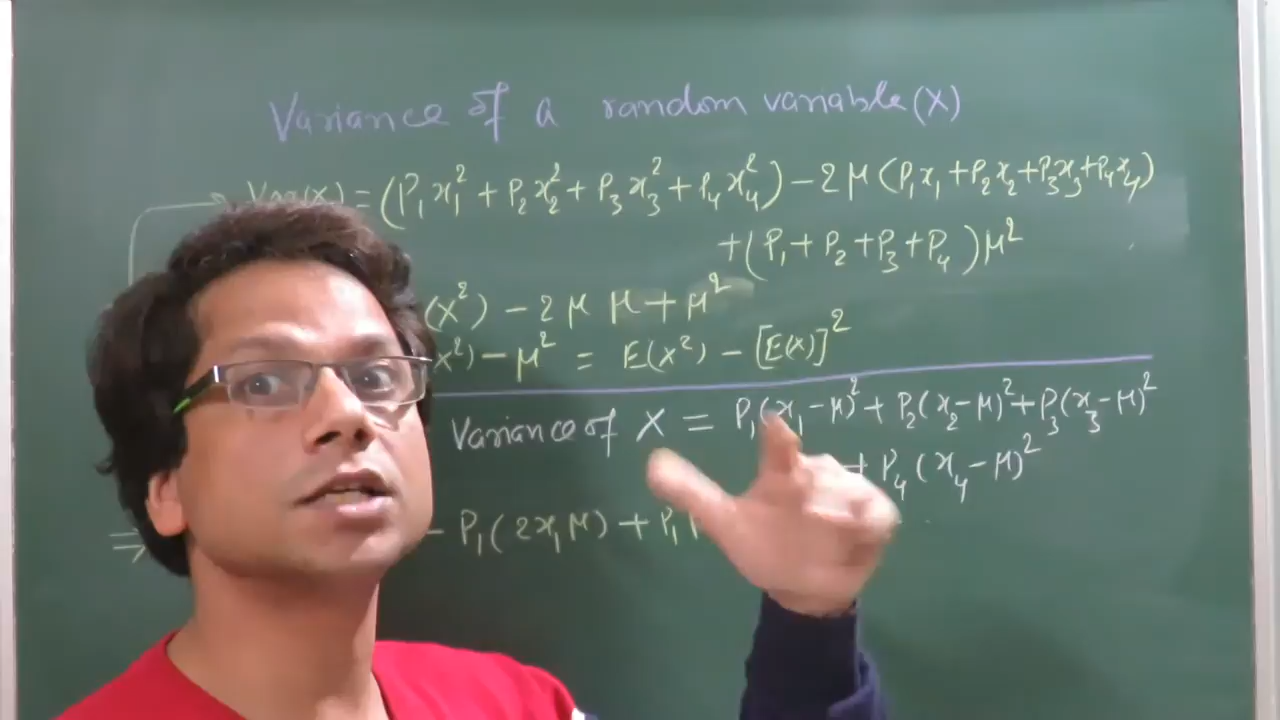 Variance of a random variable (X)
Var(X) = (P₁x₁² + P₂x₂² + P₃x₃² + P₄x₄²) - 2μ(P₁x₁ + P₂x₂ + P₃x₃ + P₄x₄)
+ (P₁ + P₂ + P₃ + P₄)μ²
(x²) - 2μ μ + μ²
x²) - μ² = E(x²) - [E(X)]²
Variance of X = P₁(x₁-μ)² + P₂(x₂-μ)² + P₃(x₃-μ)²
+ P₄(x₄-μ)²
⇒ - P₁(2x₁μ) + P₁